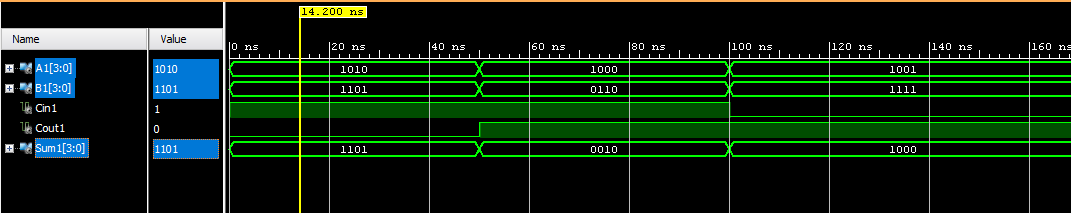 14.200 ns
Name Value
0 ns 20 ns 40 ns 60 ns 80 ns 100 ns 120 ns 140 ns 160 ns
A1[3:0] 1010 1010 1000 1001
B1[3:0] 1101 1101 0110 1111
Cin1 1
Cout1 0
Sum1[3:0] 1101 1101 0010 1000